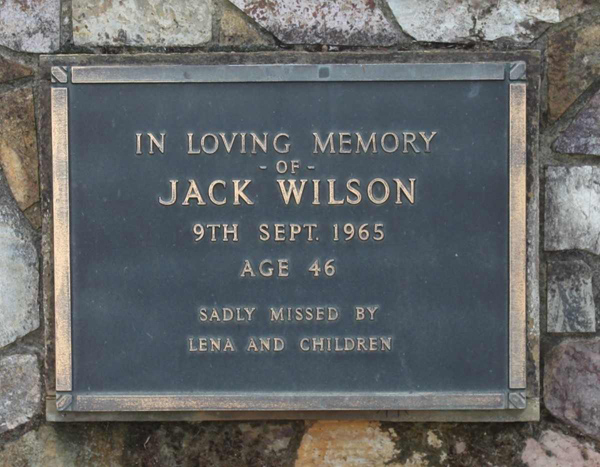 IN LOVING MEMORY
- OF -
JACK WILSON
9TH SEPT. 1965
AGE 46
SADLY MISSED BY
LENA AND CHILDREN